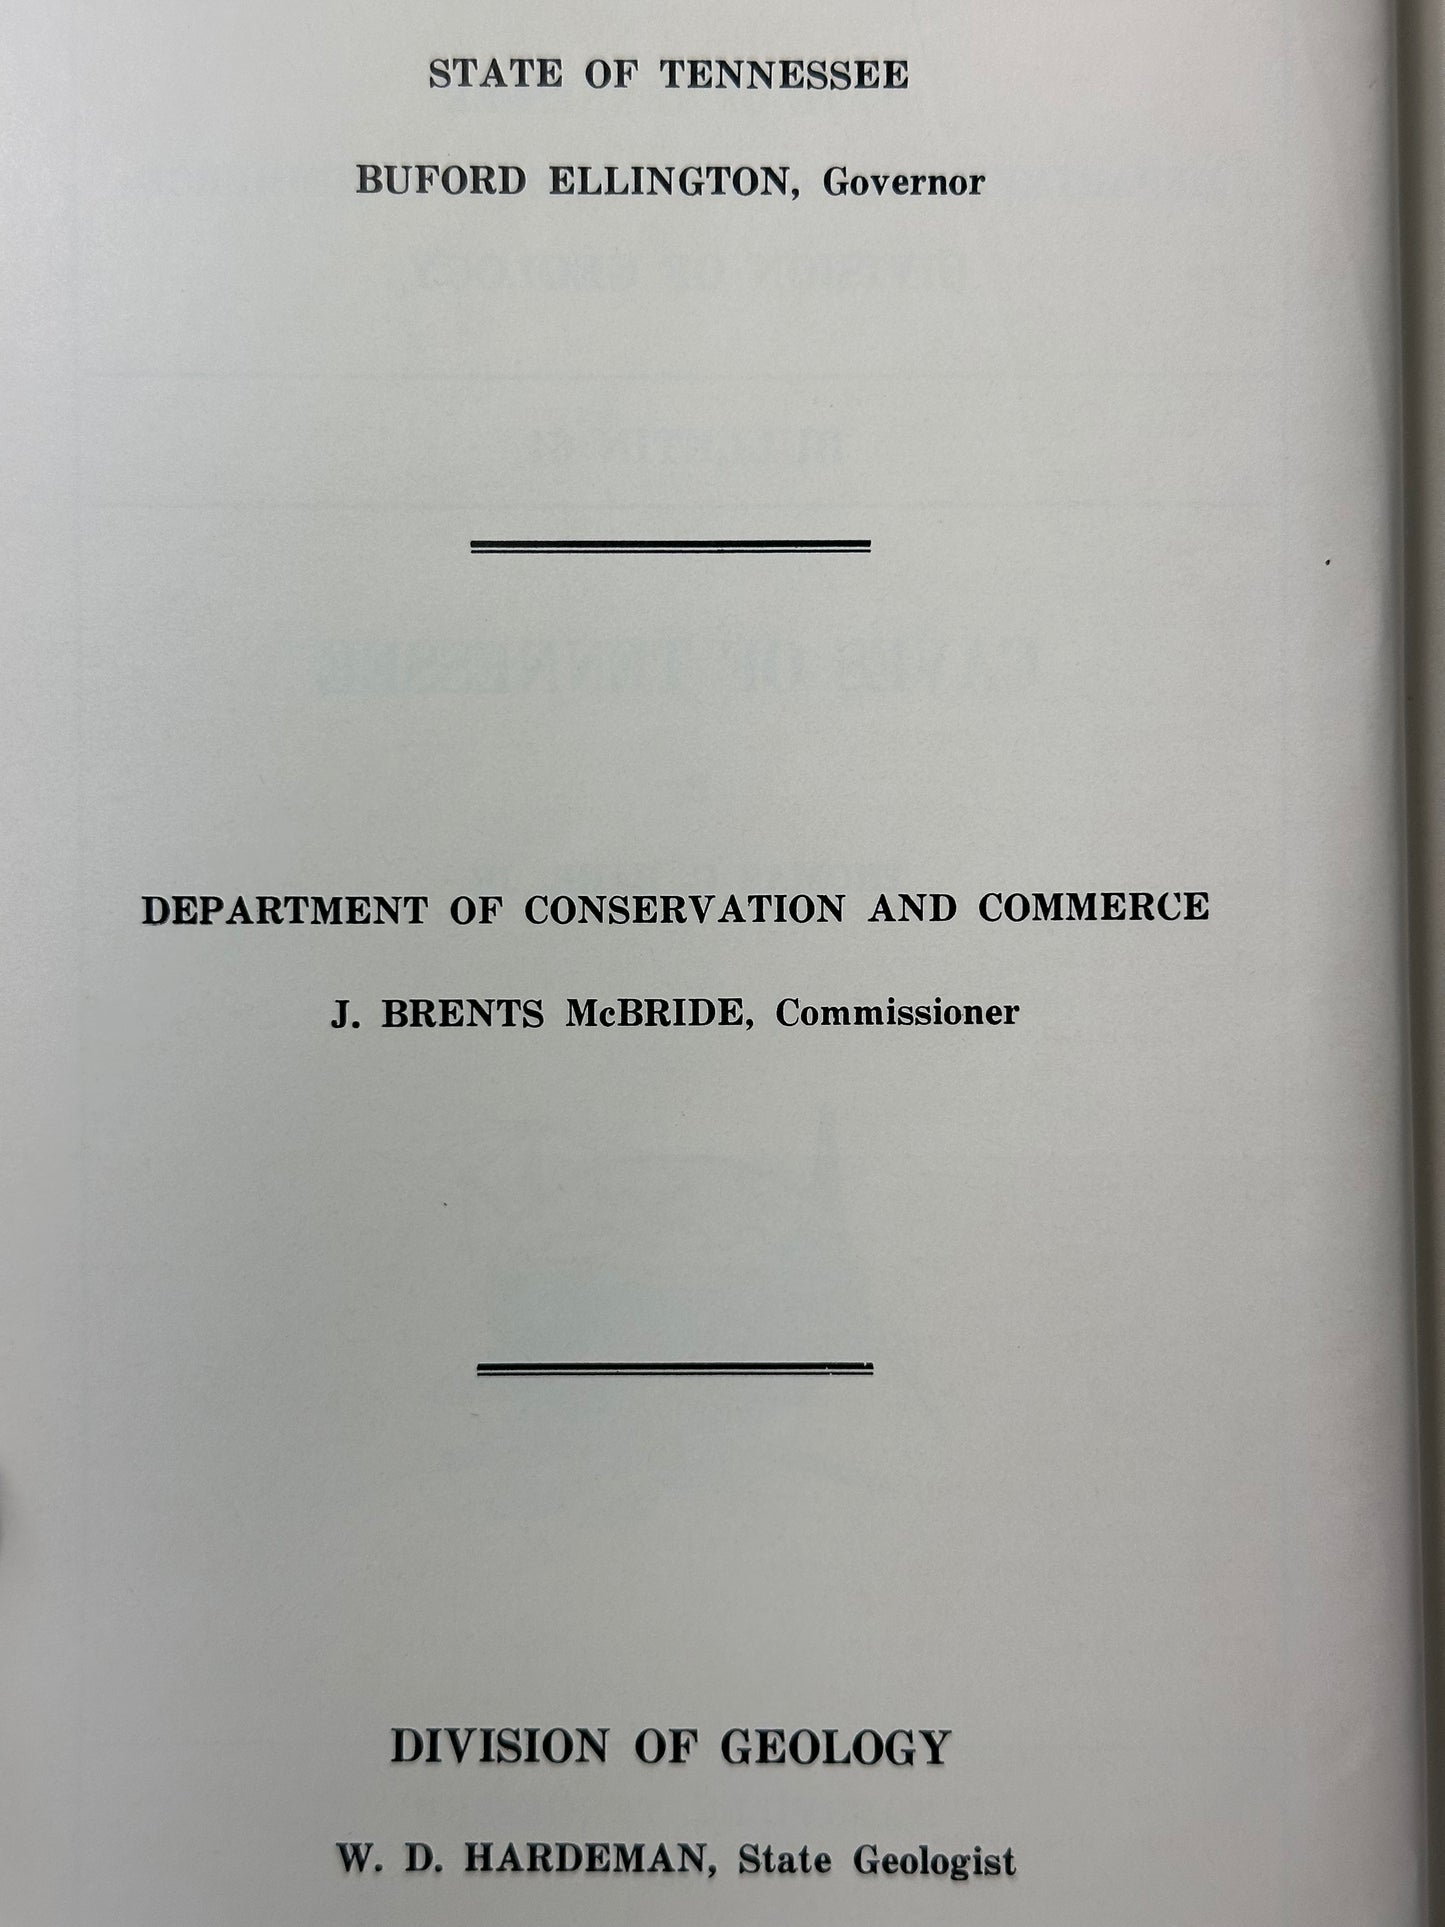 STATE OF TENNESSEE
BUFORD ELLINGTON, Governor
DEPARTMENT OF CONSERVATION AND COMMERCE
J. BRENTS McBRIDE, Commissioner
DIVISION OF GEOLOGY
W. D. HARDEMAN, State Geologist